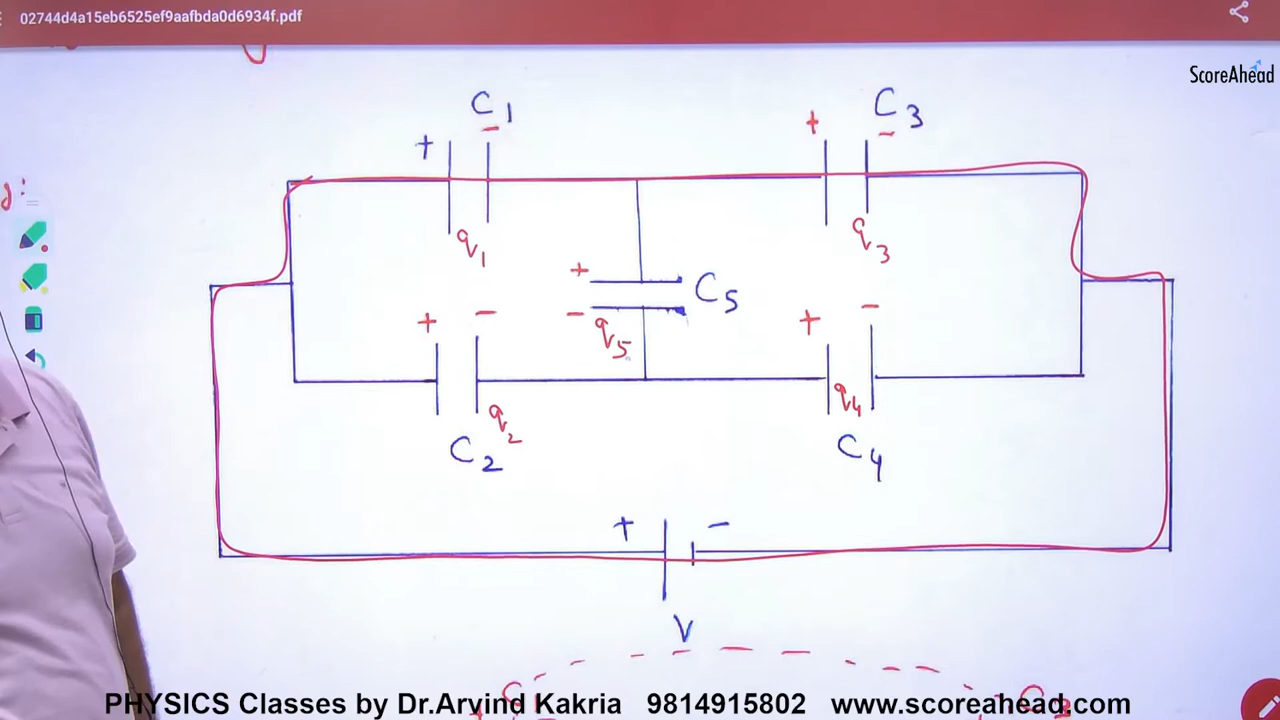 02744d4a15eb6525ef9aafbda0d6934f.pdf
ScoreAhead
C1
+ -
C3
+ -
q1
q3
+ -
C5
q5
+ -
+ -
q2
q4
C2
C4
+ -
V
PHYSICS Classes by Dr.Arvind Kakria 9814915802 www.scoreahead.com